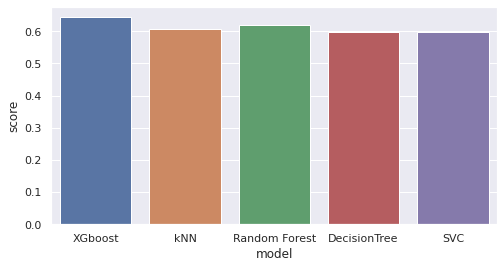 0.6
0.5
0.4
0.3
0.2
0.1
0.0
score
XGboost
kNN
Random Forest
DecisionTree
SVC
model